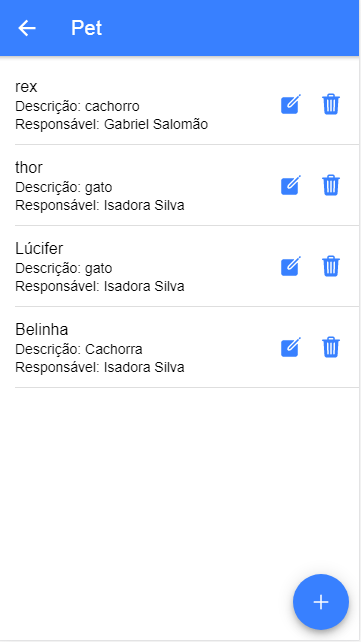 Pet
rex
Descrição: cachorro
Responsável: Gabriel Salomão
thor
Descrição: gato
Responsável: Isadora Silva
Lúcifer
Descrição: gato
Responsável: Isadora Silva
Belinha
Descrição: Cachorra
Responsável: Isadora Silva